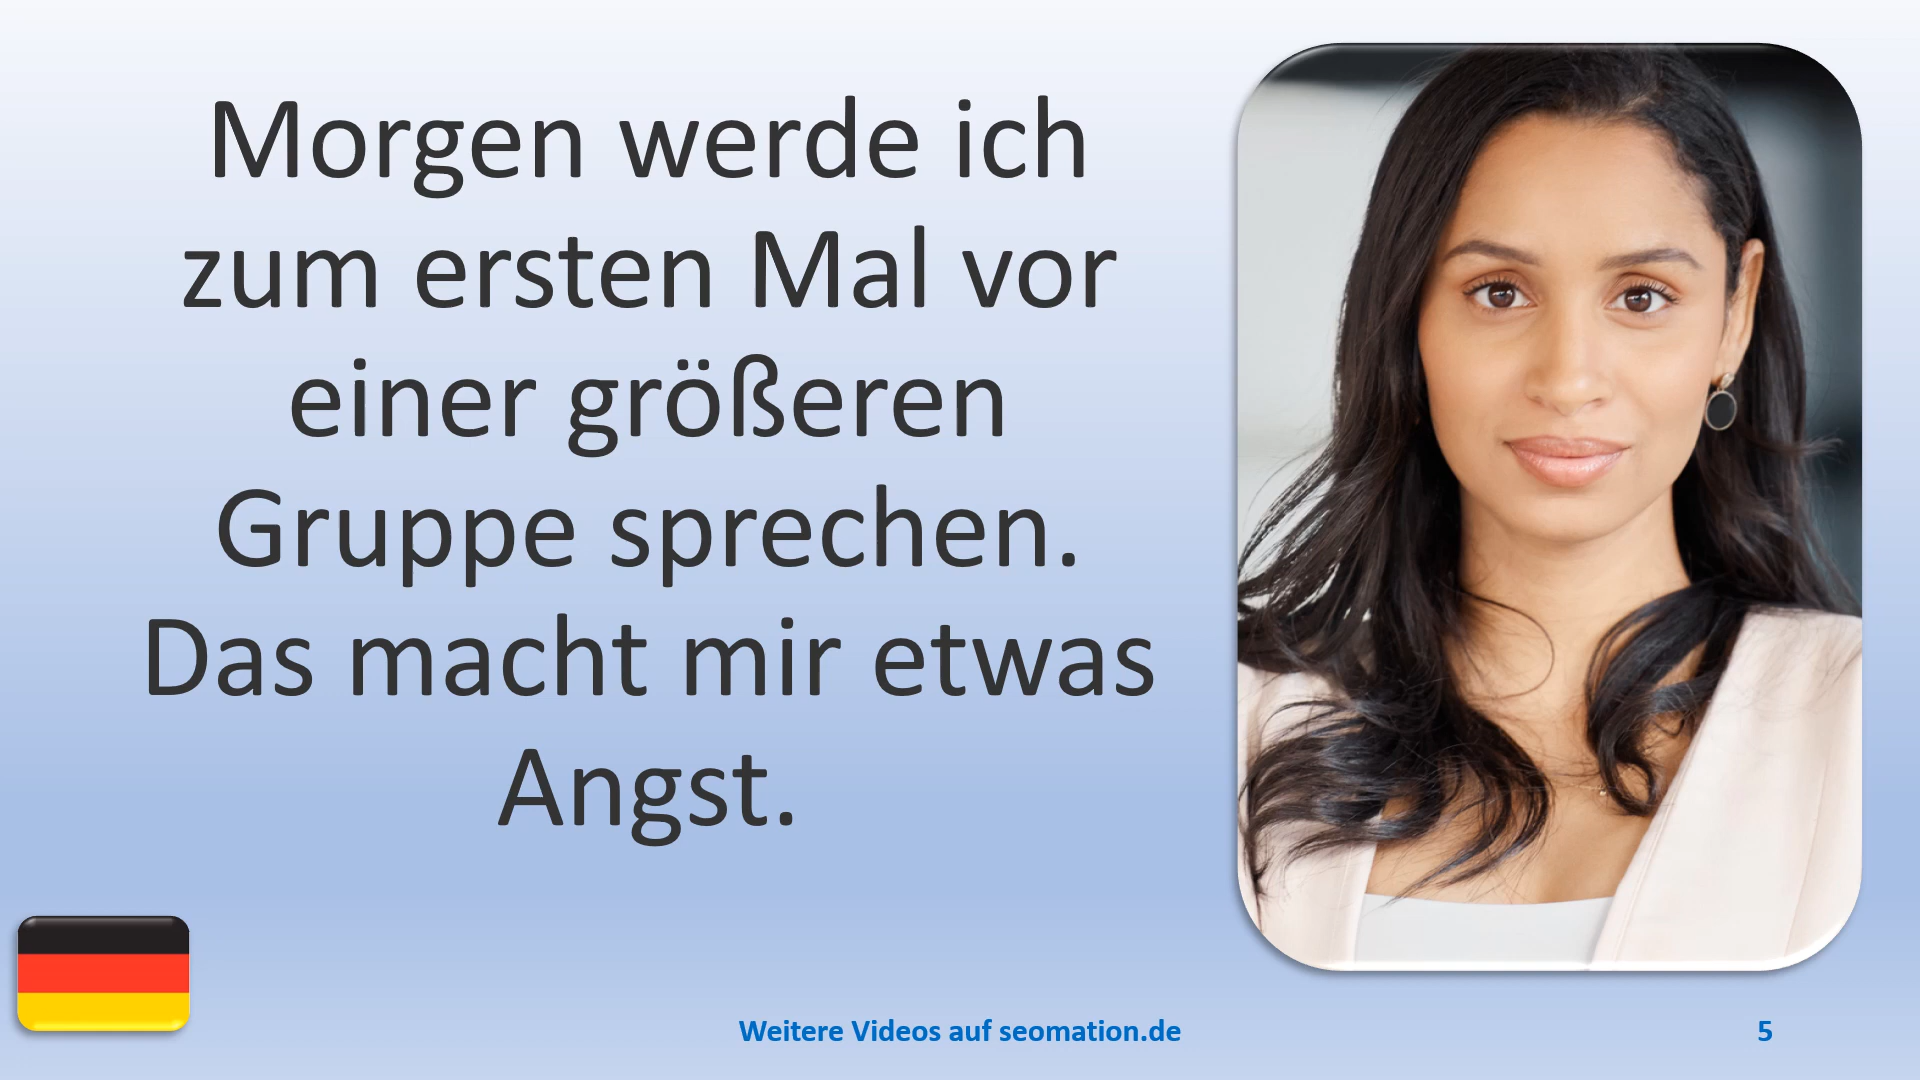 Morgen werde ich
zum ersten Mal vor
einer größeren
Gruppe sprechen.
Das macht mir etwas
Angst.
Weitere Videos auf seomation.de
5